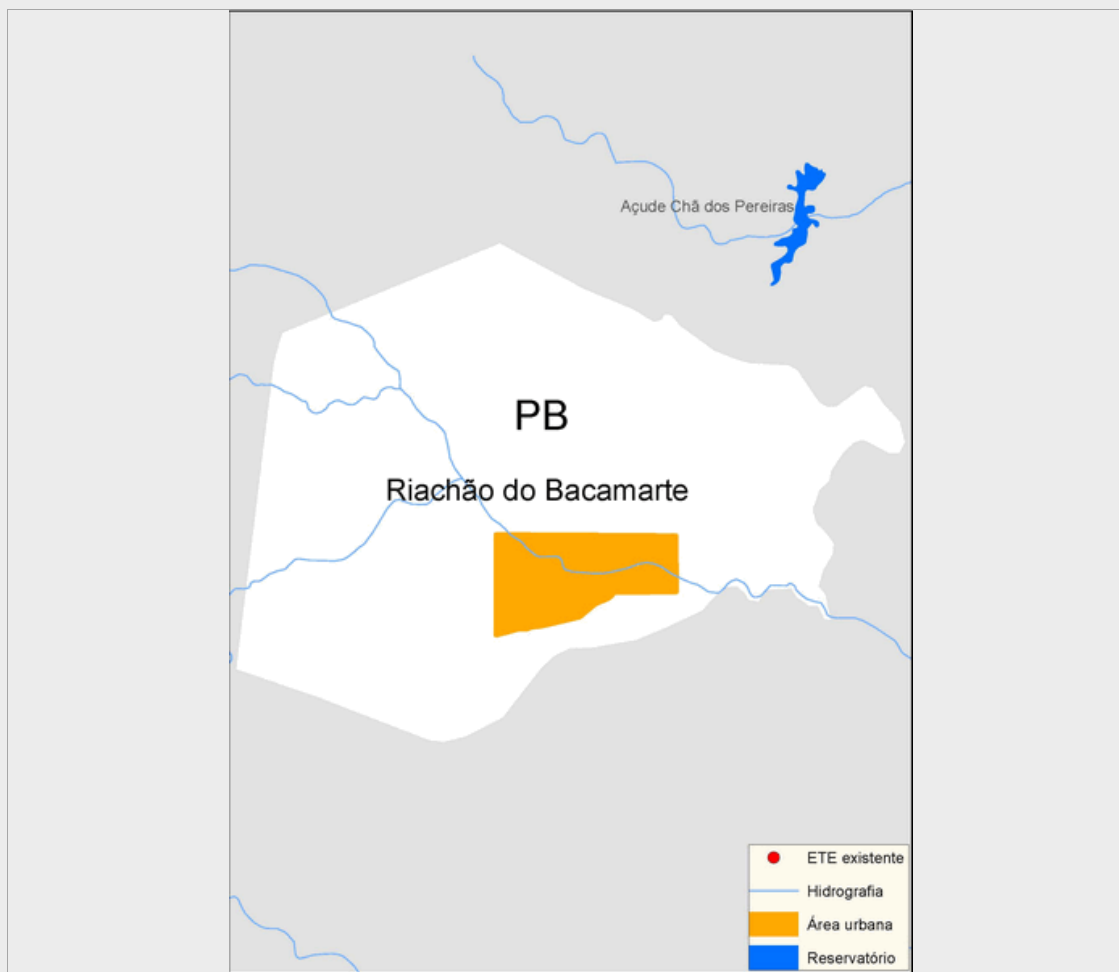 Açude Chã dos Pereiras
PB
Riachão do Bacamarte
ETE existente
Hidrografia
Área urbana
Reservatório